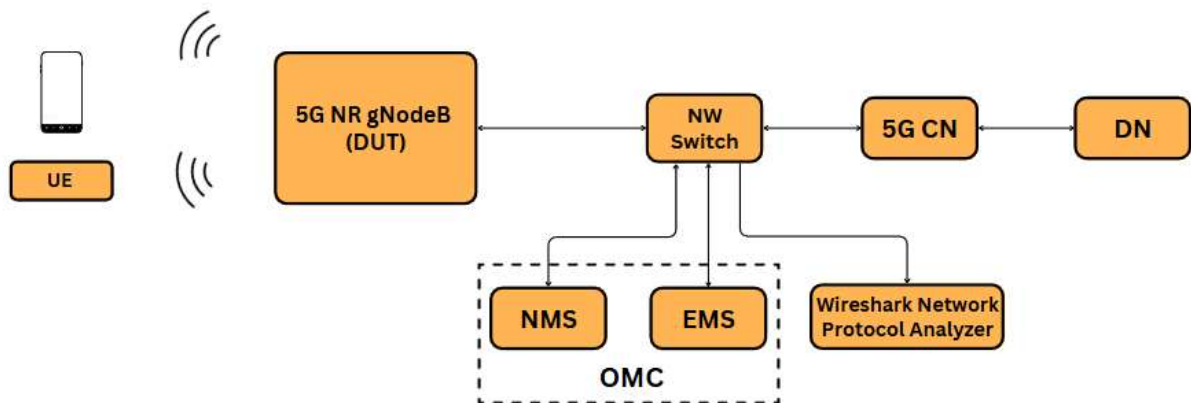 5G NR gNodeB
(DUT)
NW
Switch
5G CN
DN
UE
NMS
EMS
Wireshark Network
Protocol Analyzer
OMC